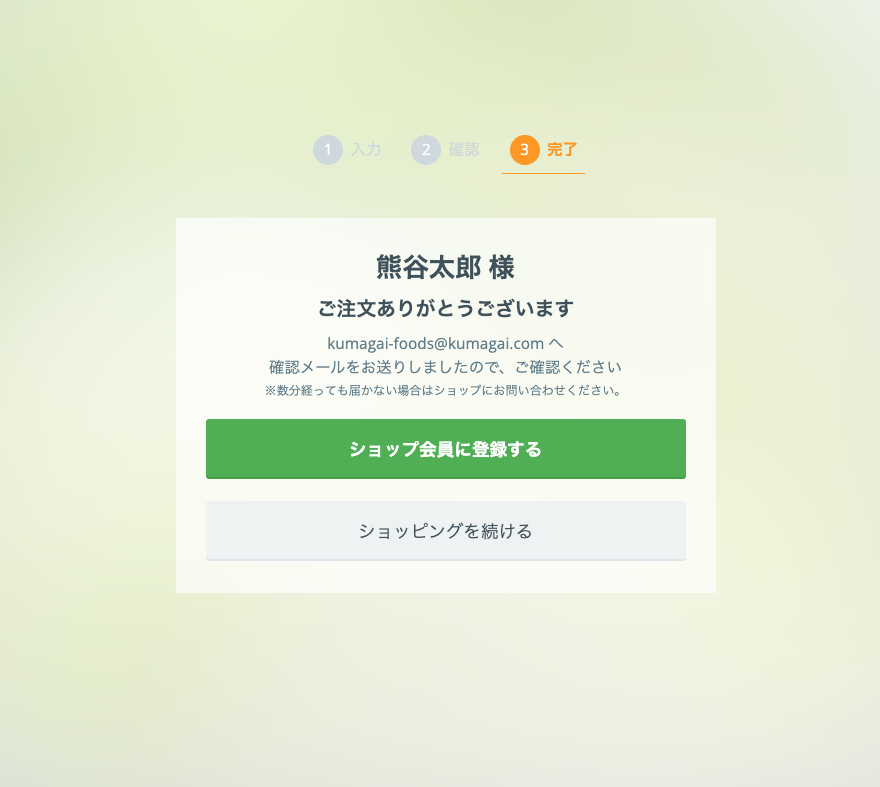 1 入力 2 確認 3 完了
熊谷太郎 様
ご注文ありがとうございます
kumagai-foods@kumagai.com へ
確認メールをお送りしましたので、ご確認ください
※数分経っても届かない場合はショップにお問い合わせください。
ショップ会員に登録する
ショッピングを続ける